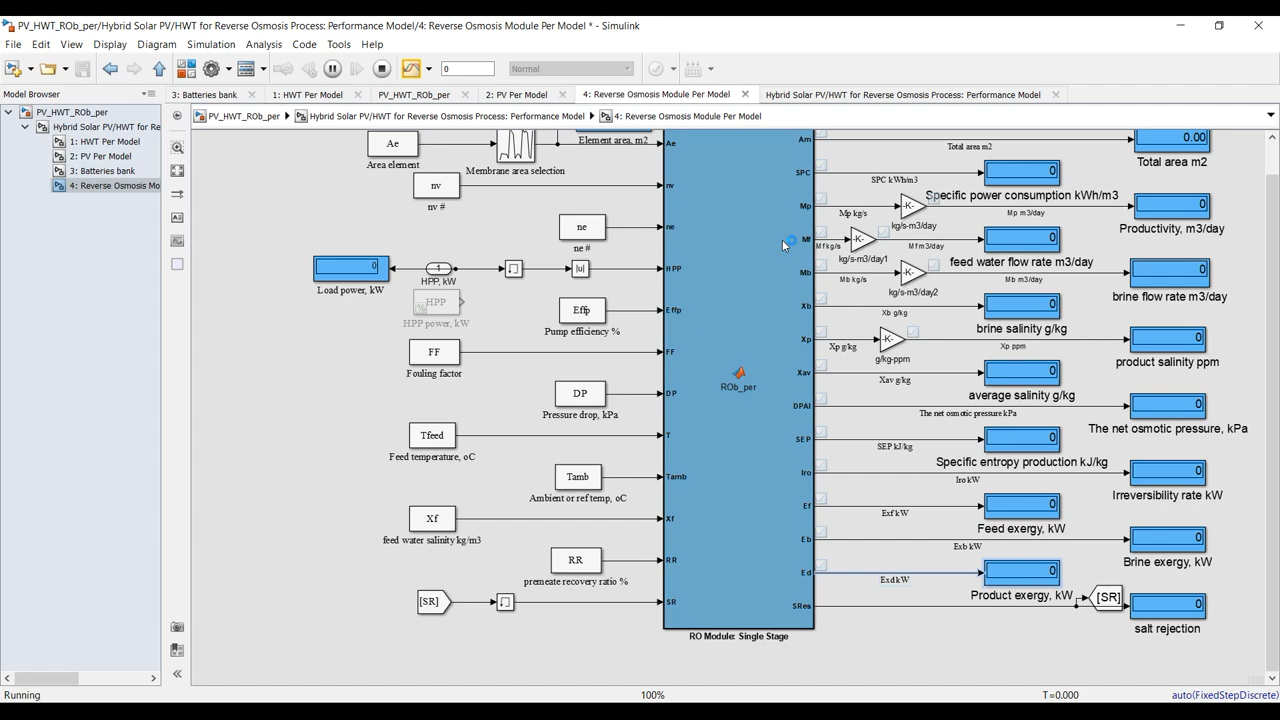 PV_HWT_ROb_per/Hybrid Solar PV/HWT for Reverse Osmosis Process: Performance Model/4: Reverse Osmosis Module Per Model * - Simulink
File Edit View Display Diagram Simulation Analysis Code Tools Help
0 Normal
Model Browser
3: Batteries bank 1: HWT Per Model PV_HWT_ROb_per 2: PV Per Model 4: Reverse Osmosis Module Per Model Hybrid Solar PV/HWT for Reverse Osmosis Process: Performance Model
PV_HWT_ROb_per Hybrid Solar PV/HWT for Reverse Osmosis Process: Performance Model 4: Reverse Osmosis Module Per Model
PV_HWT_ROb_per
Hybrid Solar PV/HWT for Re
1: HWT Per Model
2: PV Per Model
3: Batteries bank
4: Reverse Osmosis Mo
Element area, m2
Ae
Area element
Membrane area selection
Ae
nv
nv #
nv
ne
ne #
ne
0
Load power, kW
1
HPP, kW
|u|
HPP
HPP
HPP power, kW
Effp
Pump efficiency %
Effp
FF
Fouling factor
FF
DP
Pressure drop, kPa
DP
Tfeed
Feed temperature, oC
T
Tamb
Ambient or ref temp, oC
Tamb
Xf
feed water salinity kg/m3
Xf
RR
premeate recovery ratio %
RR
[SR]
SR
ROb_per
RO Module: Single Stage
Am
Total area m2
0.00
Total area m2
SPC
SPC kWh/m3
0
Specific power consumption kWh/m3
Mp
Mp kg/s
-K-
kg/s-m3/day
Mp m3/day
0
Productivity, m3/day
Mf
Mf kg/s
-K-
kg/s-m3/day1
Mf m3/day
0
feed water flow rate m3/day
Mb
Mb kg/s
-K-
kg/s-m3/day2
Mb m3/day
0
brine flow rate m3/day
Xb
Xb g/kg
0
brine salinity g/kg
Xp
Xp g/kg
-K-
g/kg-ppm
Xp ppm
0
product salinity ppm
Xav
Xav g/kg
0
average salinity g/kg
DPAI
The net osmotic pressure kPa
0
The net osmotic pressure, kPa
SEP
SEP kJ/kg
0
Specific entropy production kJ/kg
Iro
Iro kW
0
Irreversibility rate kW
Ef
Exf kW
0
Feed exergy, kW
Eb
Exb kW
0
Brine exergy, kW
Ed
Exd kW
0
Product exergy, kW
SRes
[SR]
0
salt rejection
Running 100% T=0.000 auto(FixedStepDiscrete)